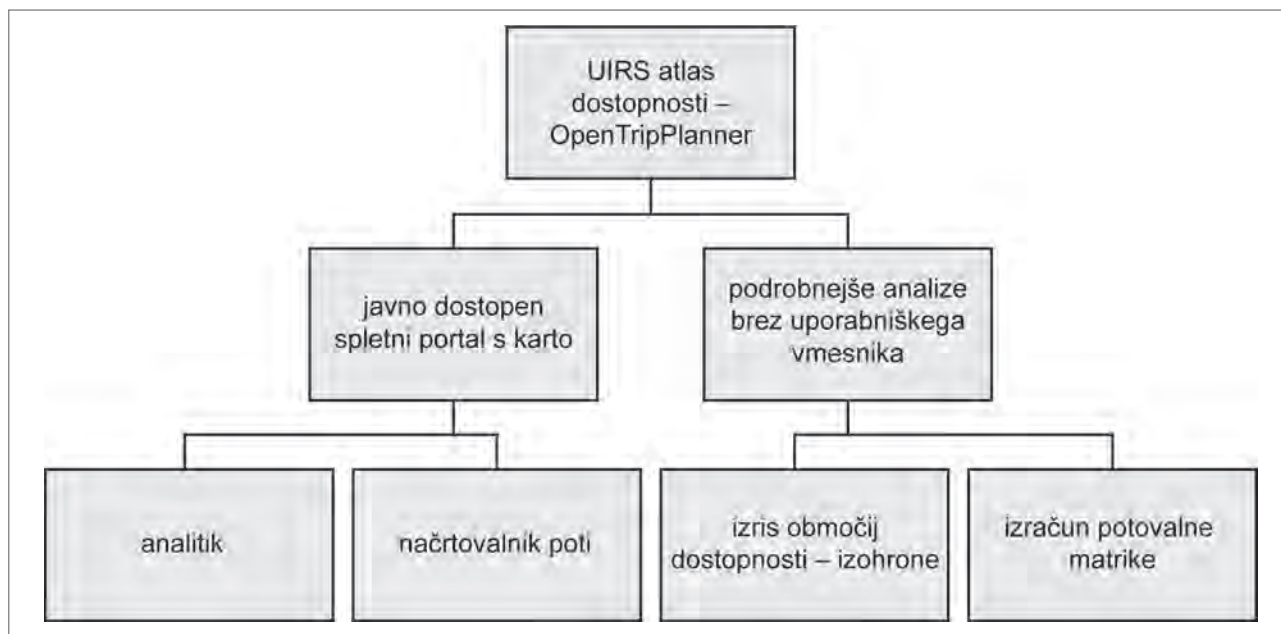 UIRS atlas
dostopnosti –
OpenTripPlanner
javno dostopen
spletni portal s karto
podrobnejše analize
brez uporabniškega
vmesnika
analitik
načrtovalnik poti
izris območij
dostopnosti – izohrone
izračun potovalne
matrike